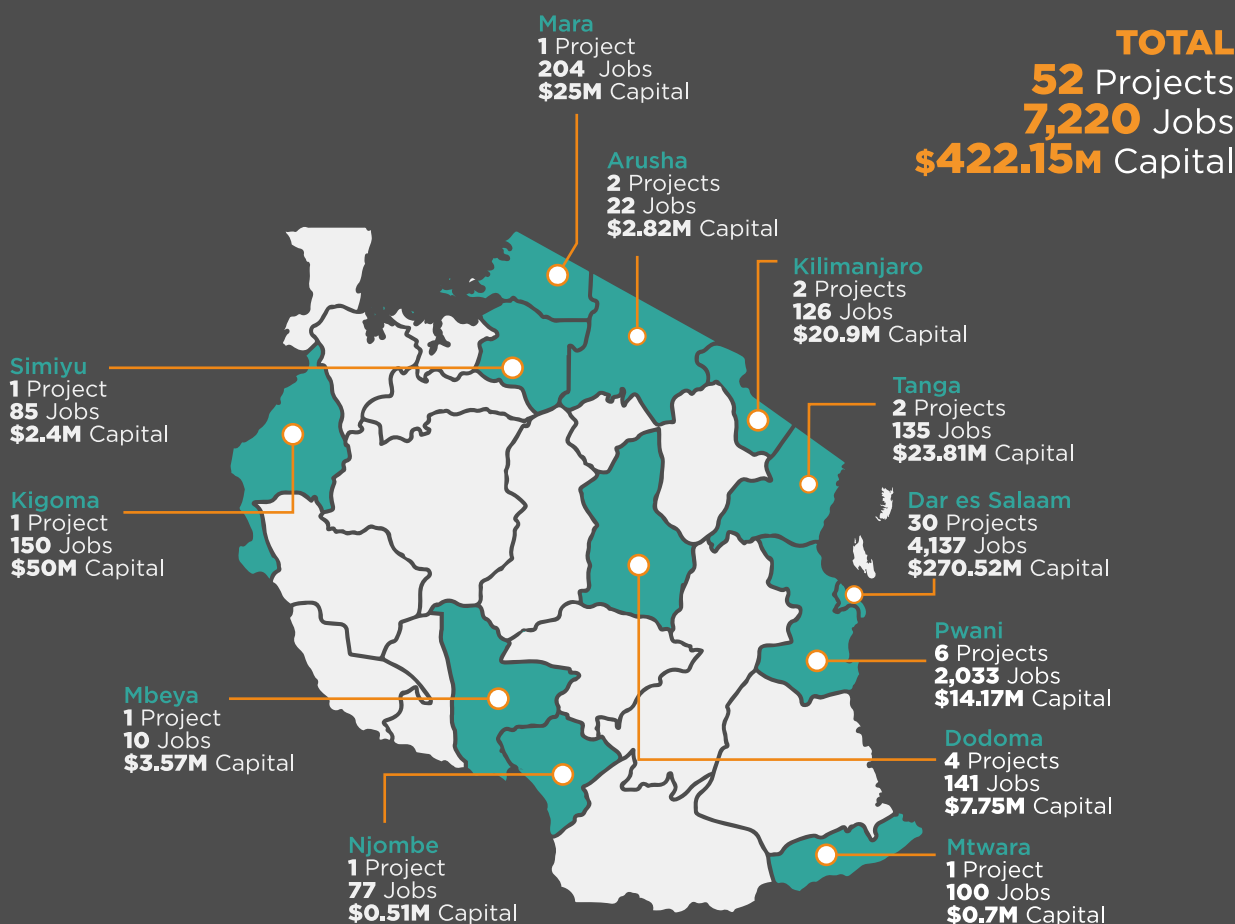 Mara
1 Project
204 Jobs
$25M Capital
TOTAL
52 Projects
7,220 Jobs
$422.15M Capital
Arusha
2 Projects
22 Jobs
$2.82M Capital
Kilimanjaro
2 Projects
126 Jobs
$20.9M Capital
Simiyu
1 Project
85 Jobs
$2.4M Capital
Tanga
2 Projects
135 Jobs
$23.81M Capital
Kigoma
1 Project
150 Jobs
$50M Capital
Dar es Salaam
30 Projects
4,137 Jobs
$270.52M Capital
Pwani
6 Projects
2,033 Jobs
$14.17M Capital
Mbeya
1 Project
10 Jobs
$3.57M Capital
Dodoma
4 Projects
141 Jobs
$7.75M Capital
Njombe
1 Project
77 Jobs
$0.51M Capital
Mtwara
1 Project
100 Jobs
$0.7M Capital